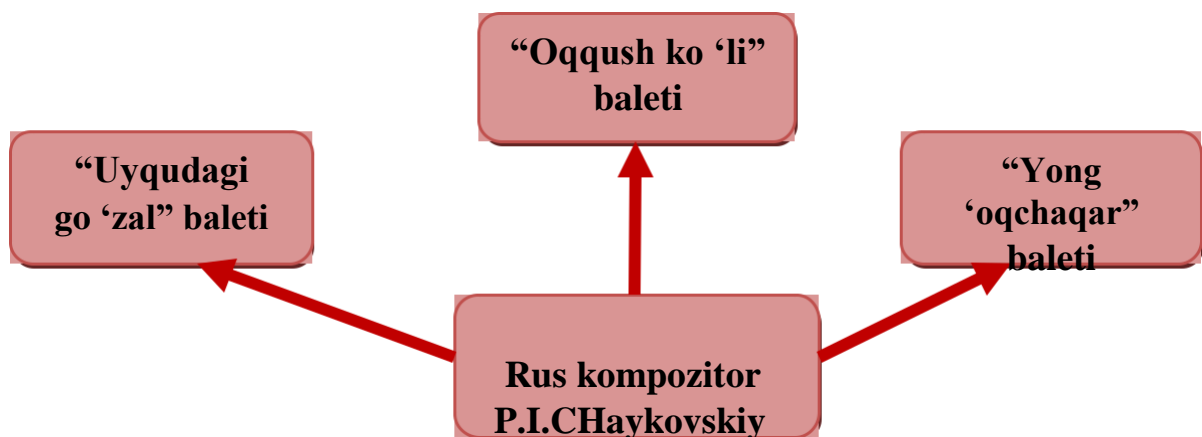 “Oqqush ko ‘li”
baleti
“Uyqudagi
go ‘zal” baleti
“Yong
‘oqchaqar”
baleti
Rus kompozitor
P.I.CHaykovskiy